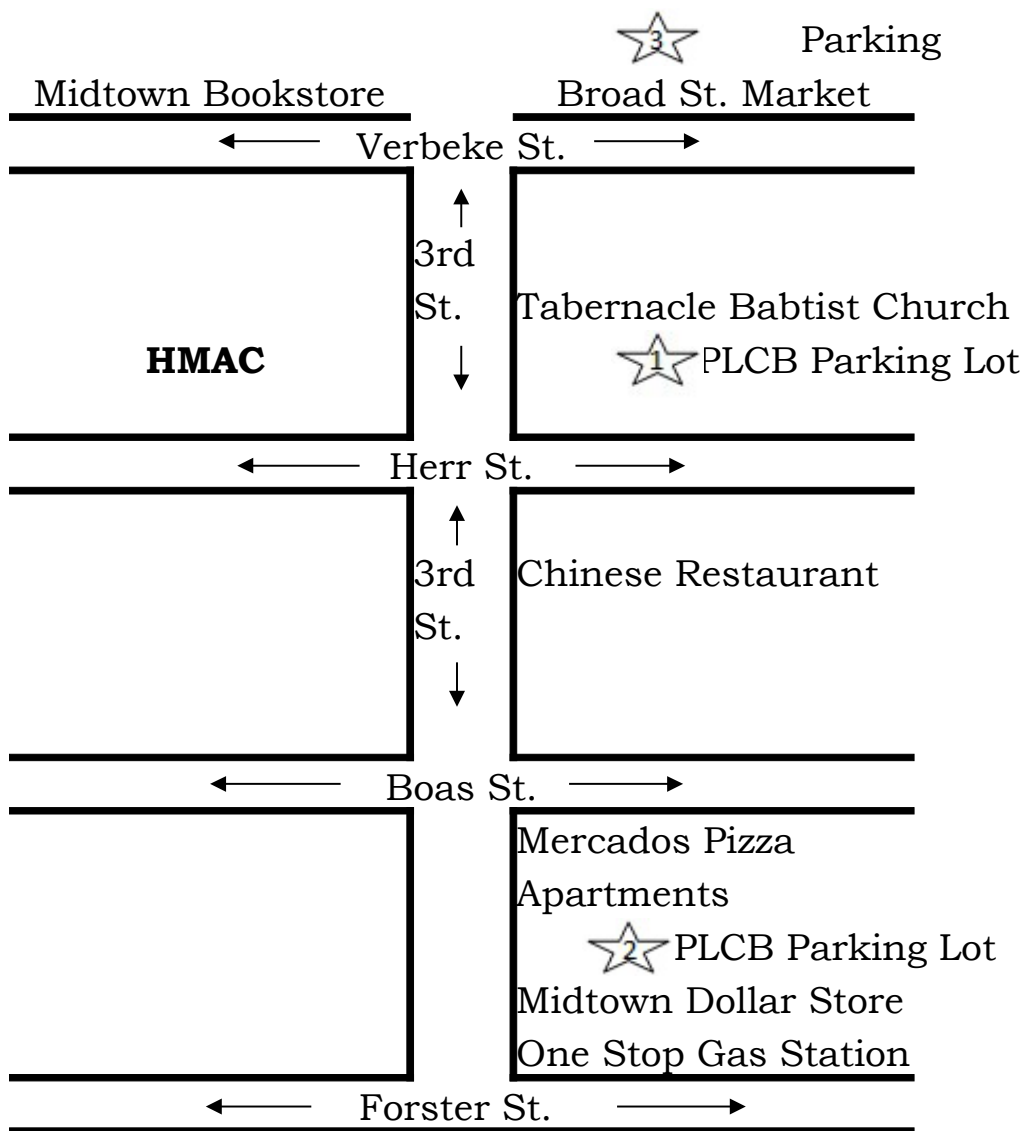 3 Parking
Midtown Bookstore Broad St. Market
Verbeke St.
3rd
St. Tabernacle Babtist Church
HMAC 1 PLCB Parking Lot
Herr St.
3rd Chinese Restaurant
St.
Boas St.
Mercados Pizza
Apartments
2 PLCB Parking Lot
Midtown Dollar Store
One Stop Gas Station
Forster St.